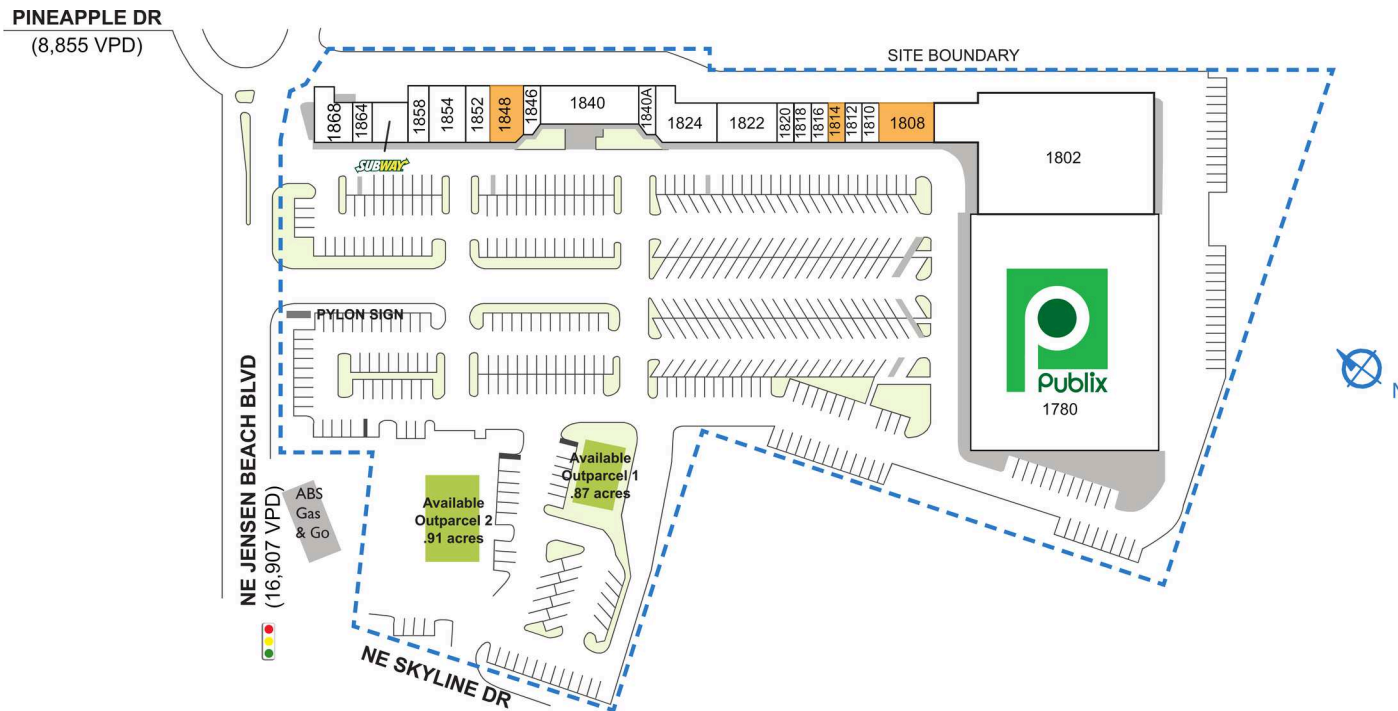 PINEAPPLE DR
(8,855 VPD)
SITE BOUNDARY
1868
1864
SUBWAY
1858
1854
1852
1848
1846
1840
1840A
1824
1822
1820
1818
1816
1814
1812
1810
1808
1802
PYLON SIGN
Publix
1780
N
NE JENSEN BEACH BLVD
(16,907 VPD)
ABS
Gas
& Go
Available
Outparcel 2
.91 acres
Available
Outparcel 1
.87 acres
NE SKYLINE DR